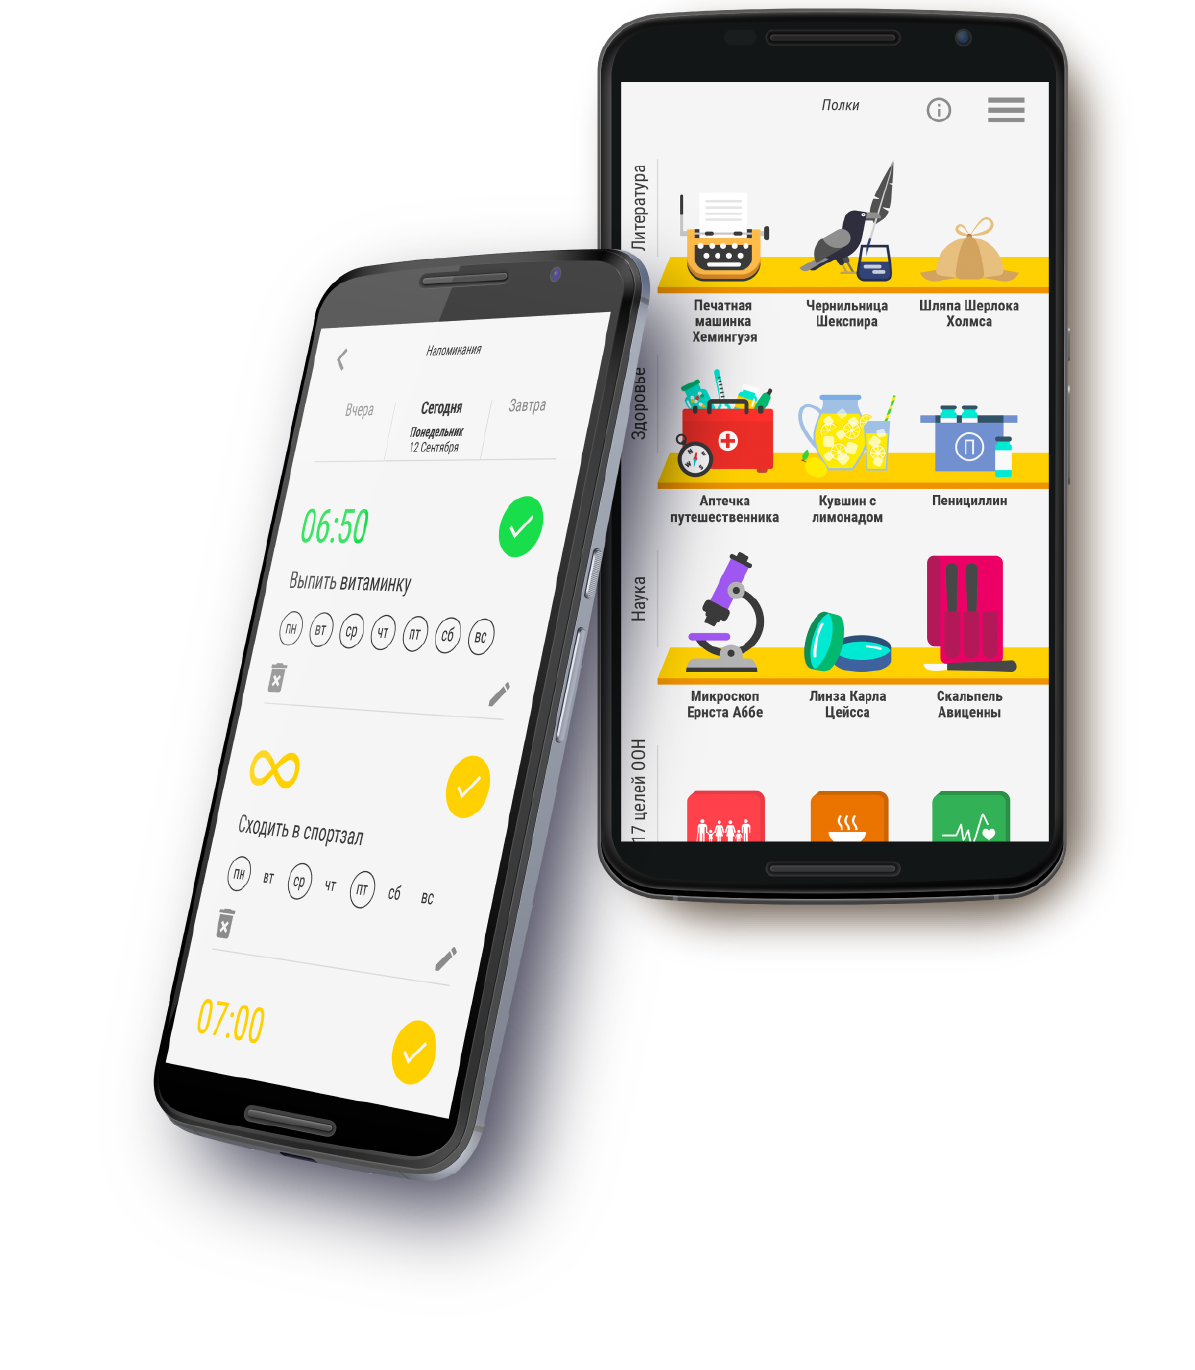 Полки
Литература
Печатная
машинка
Хемингуэя
Чернильница
Шекспира
Шляпа Шерлока
Холмса
Здоровье
Аптечка
путешественника
Кувшин с
лимонадом
П
Пенициллин
Наука
Микроскоп
Ернста Аббе
Линза Карла
Цейсса
Скальпель
Авиценны
17 целей ООН
Напоминания
Вчера
Сегодня
Завтра
Понедельник
12 Сентября
06:50
Выпить витаминку
пн вт ср чт пт сб вс
Сходить в спортзал
пн вт ср чт пт сб вс
07:00